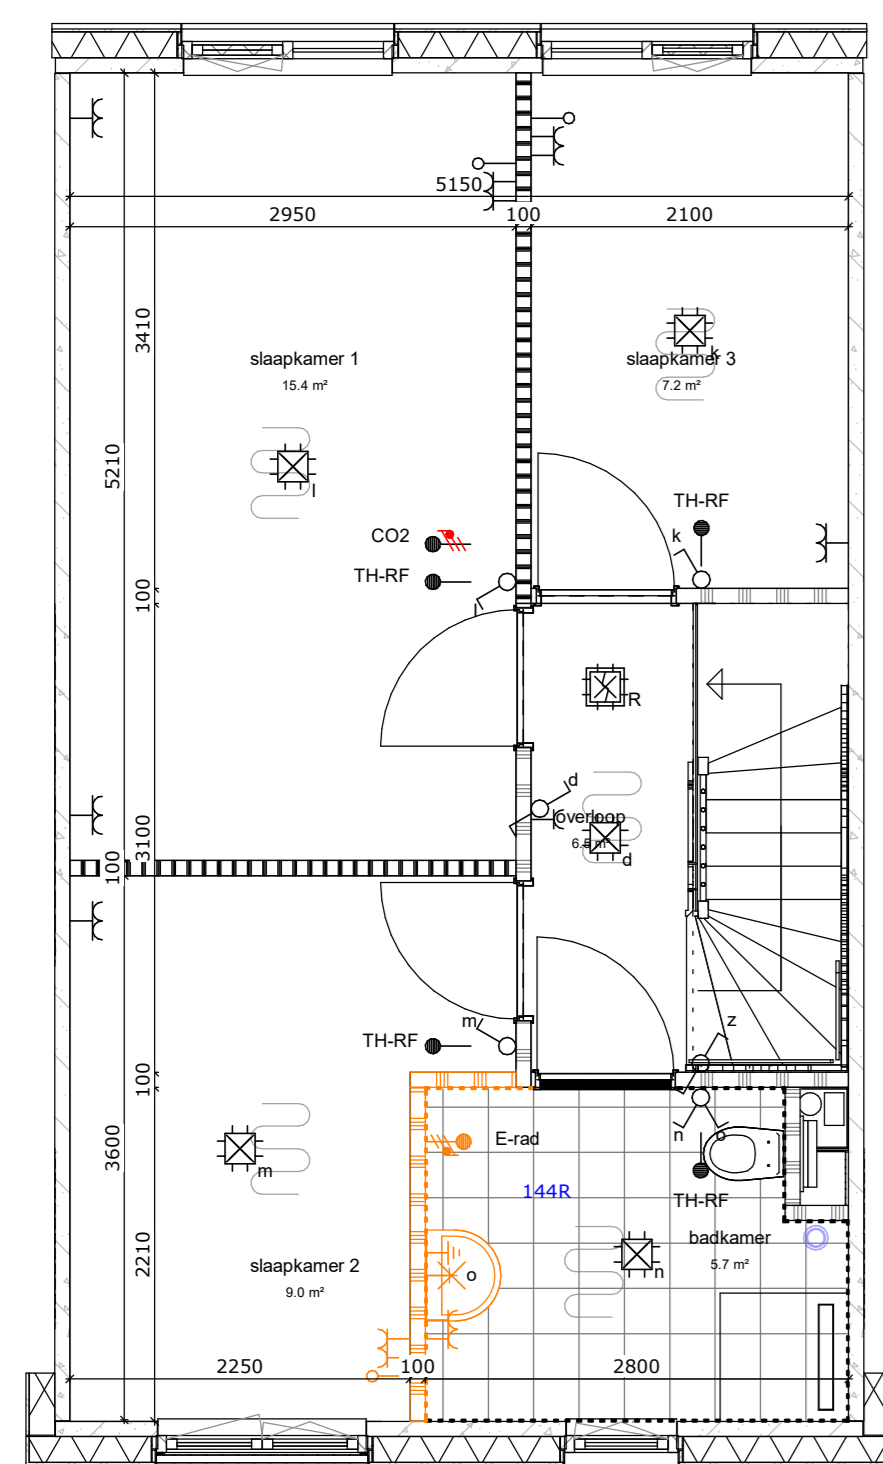 5150
2950
100
2100
3410
slaapkamer 1
15.4 m²
slaapkamer 3
7.2 m²
k
5210
l
TH-RF
CO2
k
TH-RF
100
l
R
d
overloop
6.5 m²
3100
d
100
z
m
TH-RF
100
n
o
E-rad
3600
m
144R
TH-RF
badkamer
5.7 m²
2210
slaapkamer 2
9.0 m²
n
o
2250
100
2800